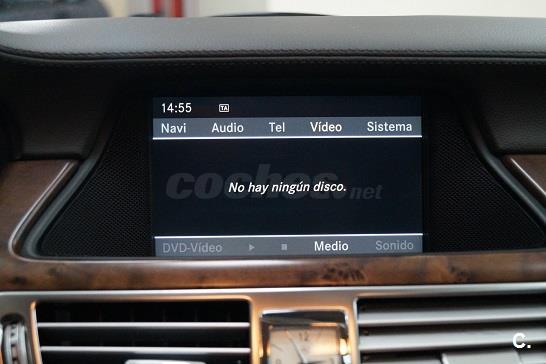 14:55 TA
Navi Audio Tel Vídeo Sistema
coches.net
No hay ningún disco.
DVD-Vídeo Medio Sonido
c.